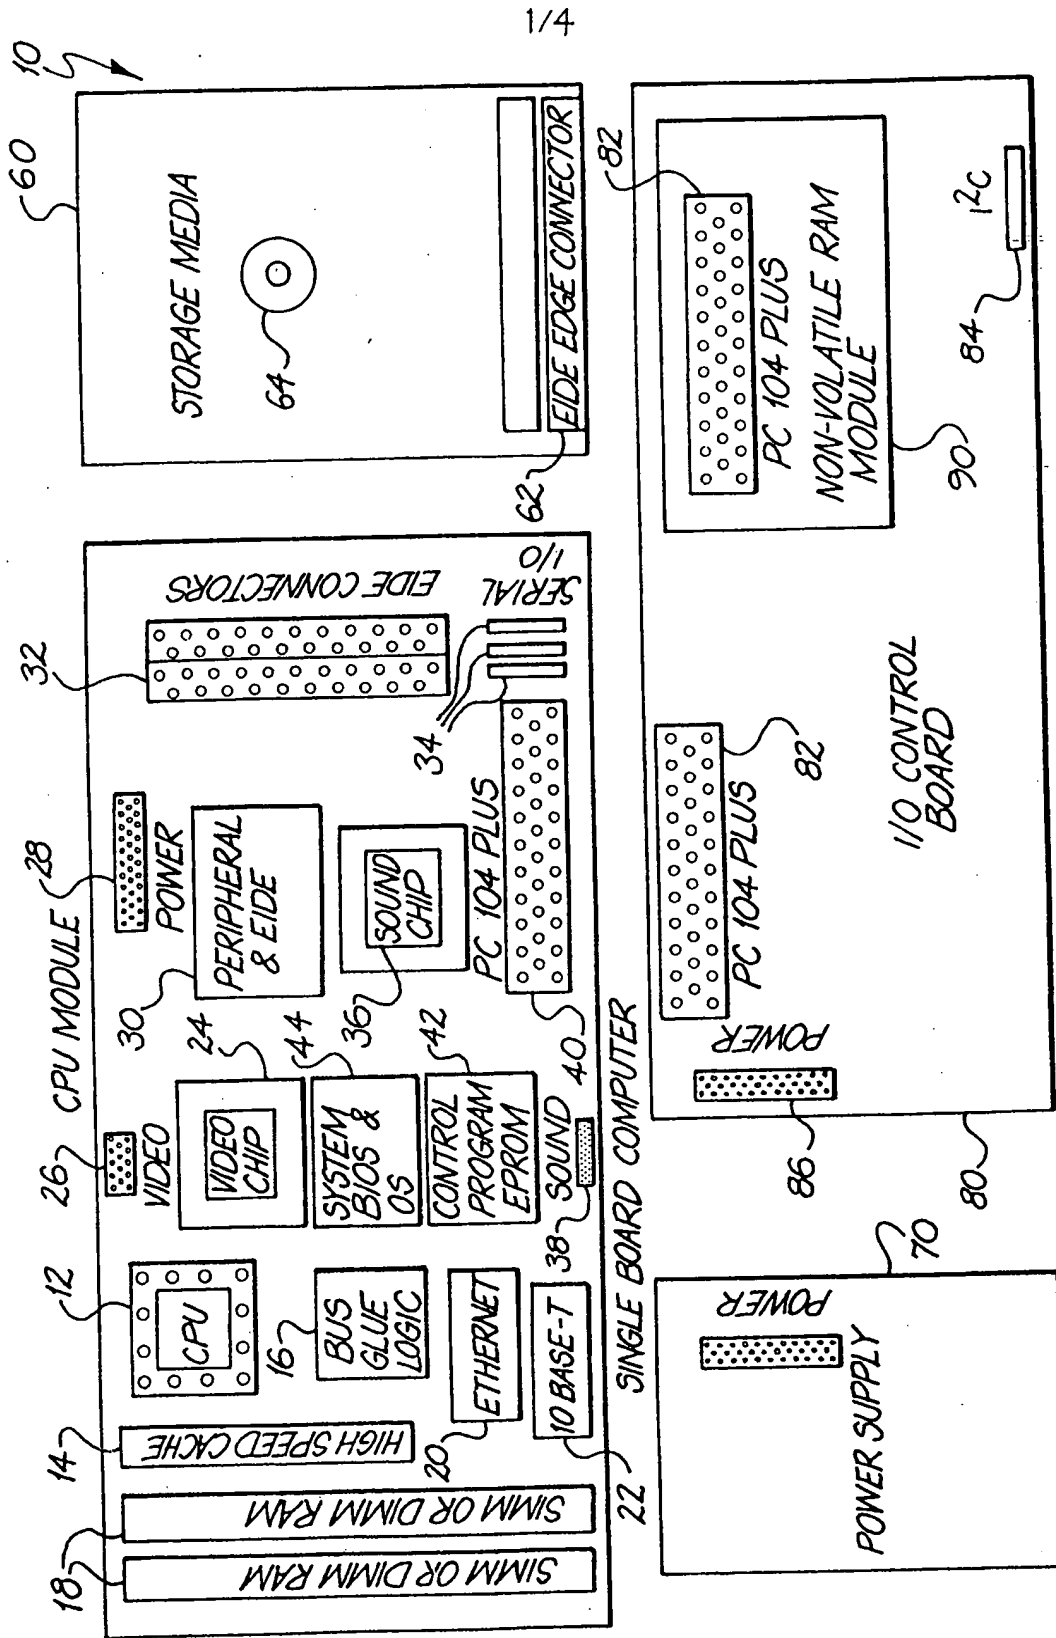 1/4
10
60
STORAGE MEDIA
64
EIDE EDGE CONNECTOR
62
CPU MODULE
18
SIMM OR DIMM RAM
SIMM OR DIMM RAM
14
HIGH SPEED CACHE
12
CPU
16
BUS
GLUE
LOGIC
20
ETHERNET
10 BASE-T
22
26
VIDEO
VIDEO
CHIP
24
44
SYSTEM
BIOS &
OS
CONTROL
PROGRAM
EPROM
42
SOUND
38
28
POWER
30
PERIPHERAL
& EIDE
SOUND
CHIP
36
PC 104 PLUS
40
32
EIDE CONNECTORS
34
SERIAL
I/O
SINGLE BOARD COMPUTER
POWER
POWER SUPPLY
70
POWER
86
80
PC 104 PLUS
82
I/O CONTROL
BOARD
82
PC 104 PLUS
NON-VOLATILE RAM
MODULE
90
I2C
84